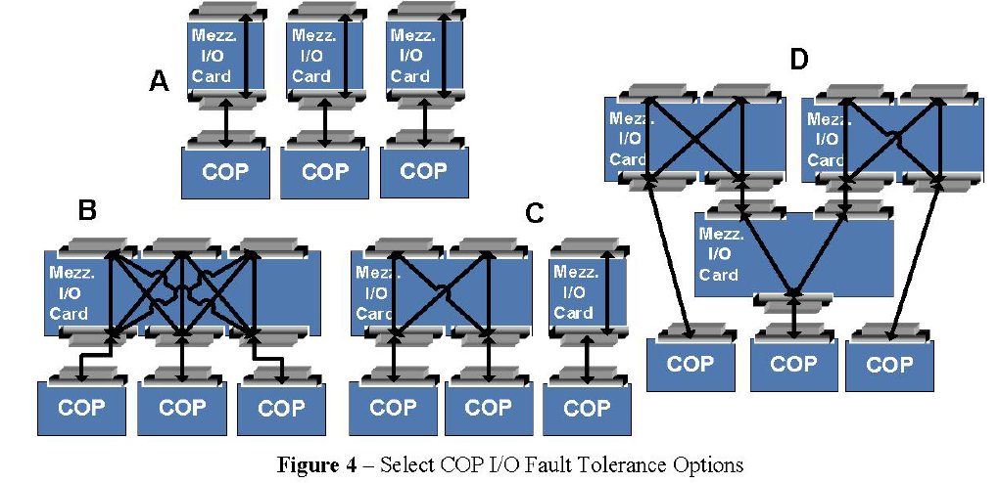 A
Mezz.
I/O
Card
Mezz.
I/O
Card
Mezz.
I/O
Card
COP
COP
COP
D
Mezz.
I/O
Card
Mezz.
I/O
Card
Mezz.
I/O
Card
COP
COP
COP
B
Mezz.
I/O
Card
COP
COP
COP
C
Mezz.
I/O
Card
Mezz.
I/O
Card
COP
COP
COP
Figure 4 – Select COP I/O Fault Tolerance Options